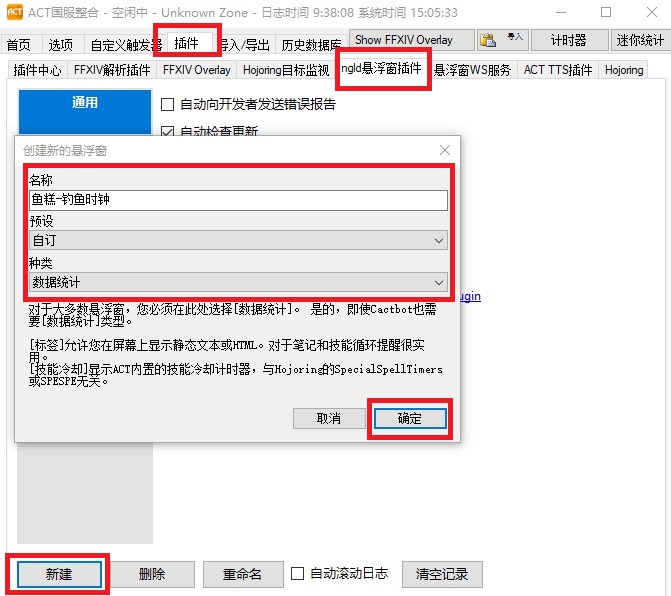 ACT国服整合 - 空闲中 - Unknown Zone - 日志时间 9:38:08 系统时间 15:05:33
首页 选项 自定义触发器 插件 导入/导出 历史数据库 Show FFXIV Overlay 导入 计时器 迷你统计
插件中心 FFXIV解析插件 FFXIV Overlay Hojoring目标监视 ngld悬浮窗插件 悬浮窗WS服务 ACT TTS插件 Hojoring
通用
自动向开发者发送错误报告
自动检查更新
创建新的悬浮窗
名称
鱼糕-钓鱼时钟
预设
自订
种类
数据统计
ugin
对于大多数悬浮窗，您必须在此处选择[数据统计]。 是的，即使Cactbot也需
要[数据统计]类型。
[标签]允许您在屏幕上显示静态文本或HTML。对于笔记和技能循环提醒很实
用。
[技能冷却]显示ACT内置的技能冷却计时器，与Hojoring的SpecialSpellTimers
或SPESPE无关。
取消 确定
新建 删除 重命名 自动滚动日志 清空记录